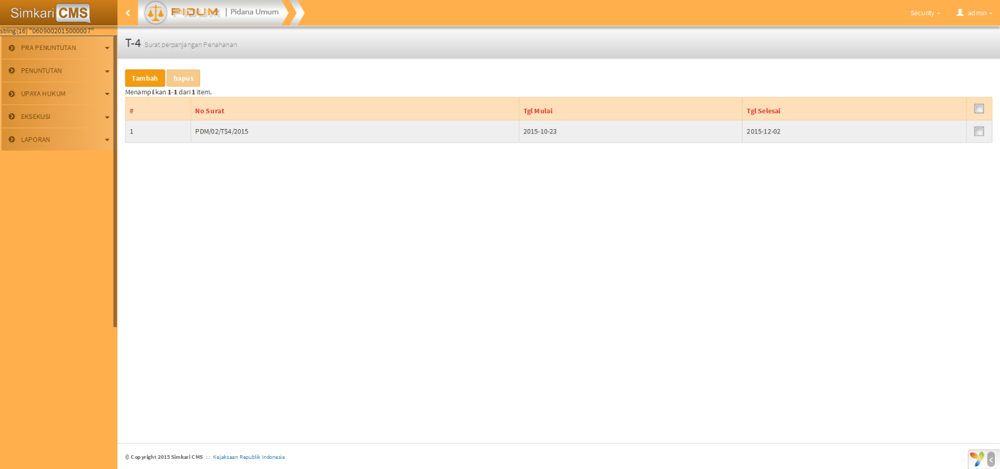 Simkari CMS
PIDUM | Pidana Umum
Security
admin
string(16) "0609002015000007"
PRA PENUNTUTAN
PENUNTUTAN
UPAYA HUKUM
EKSEKUSI
LAPORAN
T-4 Surat perpanjangan Penahanan
Tambah hapus
Menampilkan 1-1 dari 1 item.
# No Surat Tgl Mulai Tgl Selesai
1 PDM/02/T$4/2015 2015-10-23 2015-12-02
© Copyright 2015 Simkari CMS :: Kejaksaan Republik Indonesia